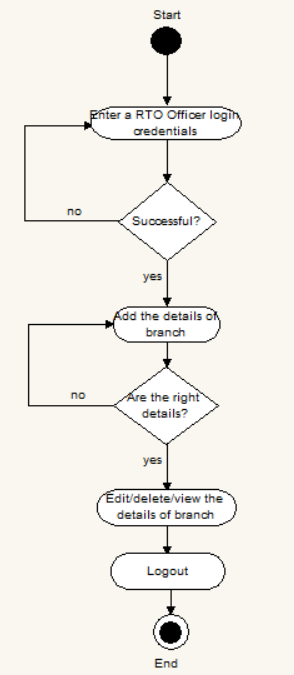 Start
Enter a RTO Officer login
credentials
no
Successful?
yes
Add the details of
branch
no
Are the right
details?
yes
Edit/delete/view the
details of branch
Logout
End